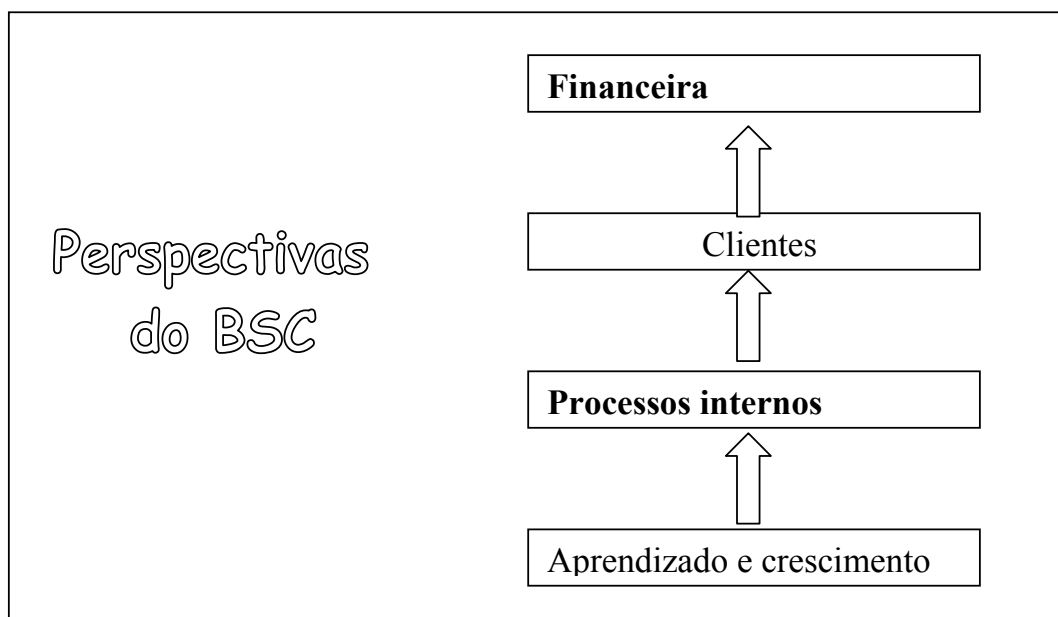 Perspectivas
do BSC
Financeira
Clientes
Processos internos
Aprendizado e crescimento